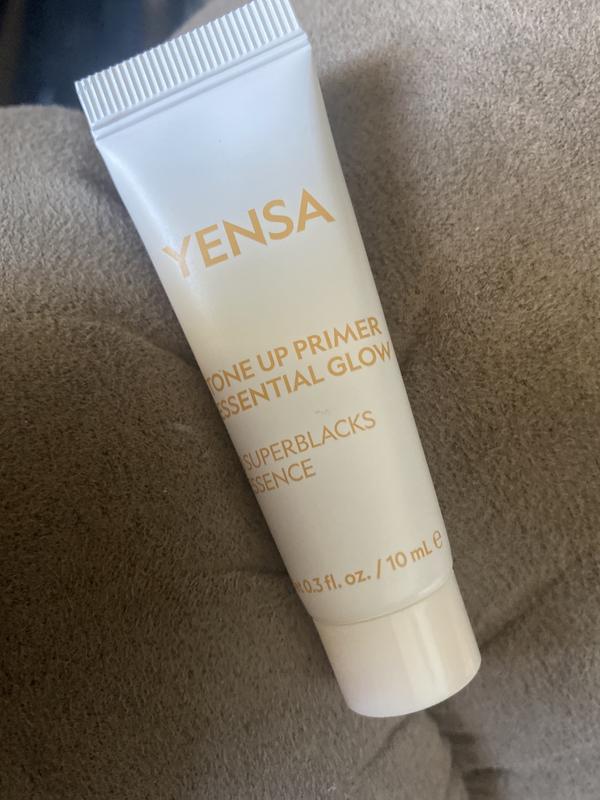 YENSA
TONE UP PRIMER
ESSENTIAL GLOW
SUPERBLACKS
ESSENCE
0.3 fl. oz. / 10 mL e